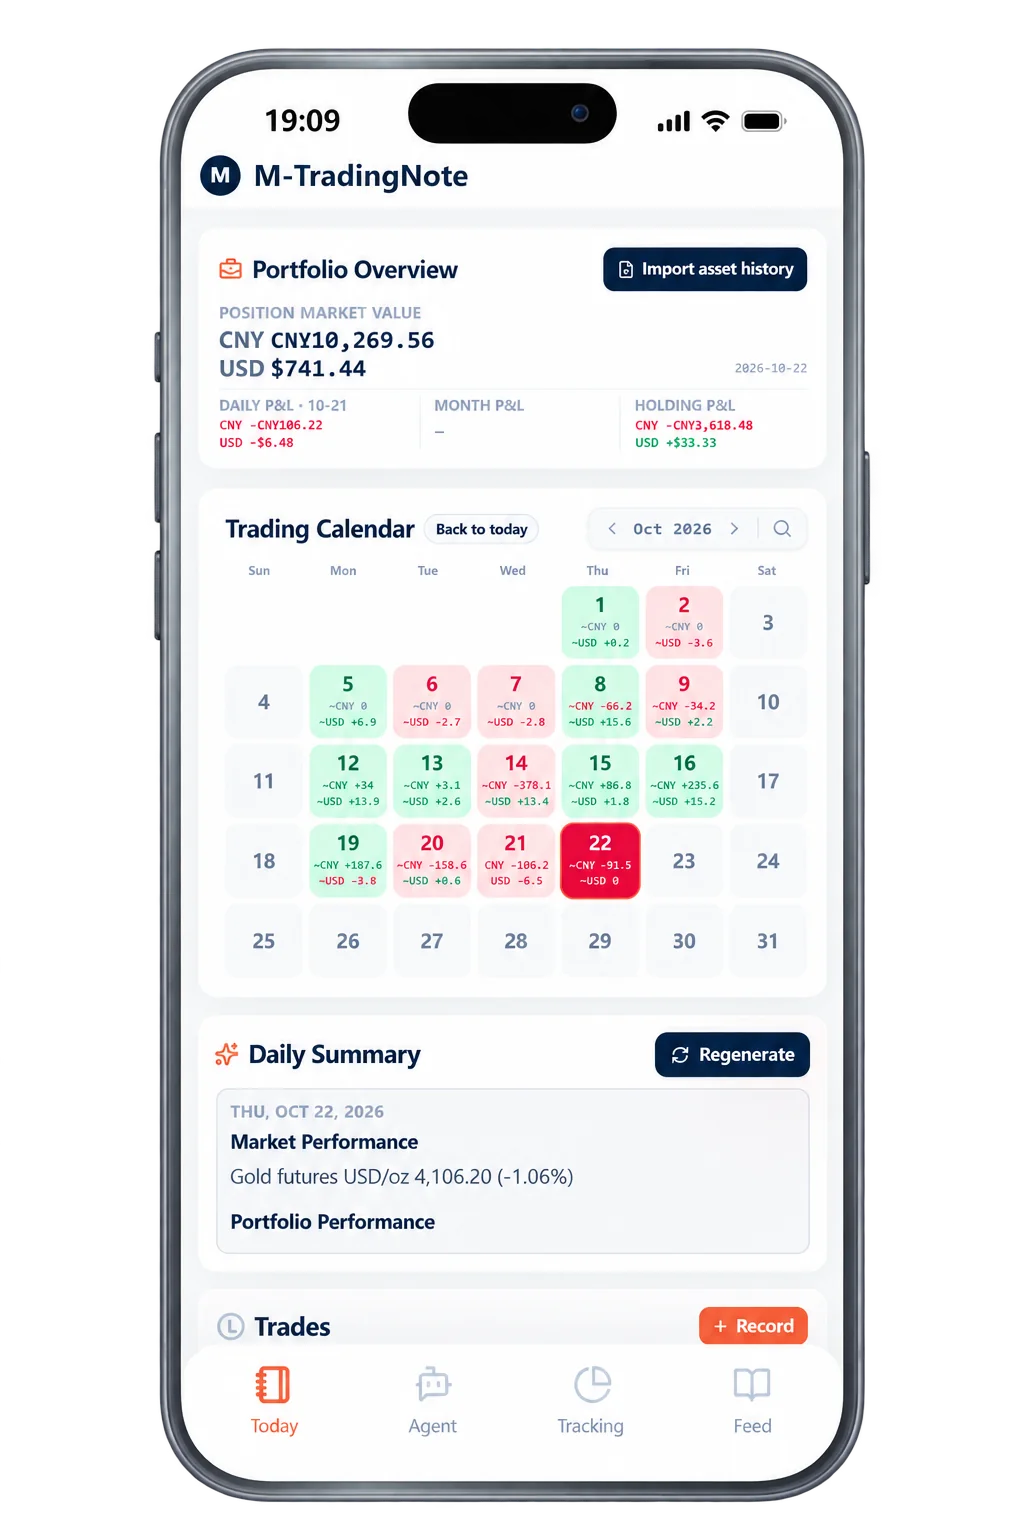 19:09
M M-TradingNote
Portfolio Overview
Import asset history
POSITION MARKET VALUE
CNY CNY10,269.56
USD $741.44
2026-10-22
DAILY P&L · 10-21
CNY -CNY106.22
USD -$6.48
MONTH P&L
–
HOLDING P&L
CNY -CNY3,618.48
USD +$33.33
Trading Calendar
Back to today
< Oct 2026 >
Sun Mon Tue Wed Thu Fri Sat
1
~CNY 0
~USD +0.2
2
~CNY 0
~USD -3.6
3
4
5
~CNY 0
~USD +6.9
6
~CNY 0
~USD -2.7
7
~CNY 0
~USD -2.8
8
~CNY -66.2
~USD +15.6
9
~CNY -34.2
~USD +2.2
10
11
12
~CNY +34
~USD +13.9
13
~CNY +3.1
~USD +2.6
14
~CNY -378.1
~USD +13.4
15
~CNY +86.8
~USD +1.8
16
~CNY +235.6
~USD +15.2
17
18
19
~CNY +187.6
~USD -3.8
20
~CNY -158.6
~USD +0.6
21
CNY -106.2
USD -6.5
22
~CNY -91.5
~USD 0
23
24
25
26
27
28
29
30
31
Daily Summary
Regenerate
THU, OCT 22, 2026
Market Performance
Gold futures USD/oz 4,106.20 (-1.06%)
Portfolio Performance
Trades
+ Record
Today
Agent
Tracking
Feed